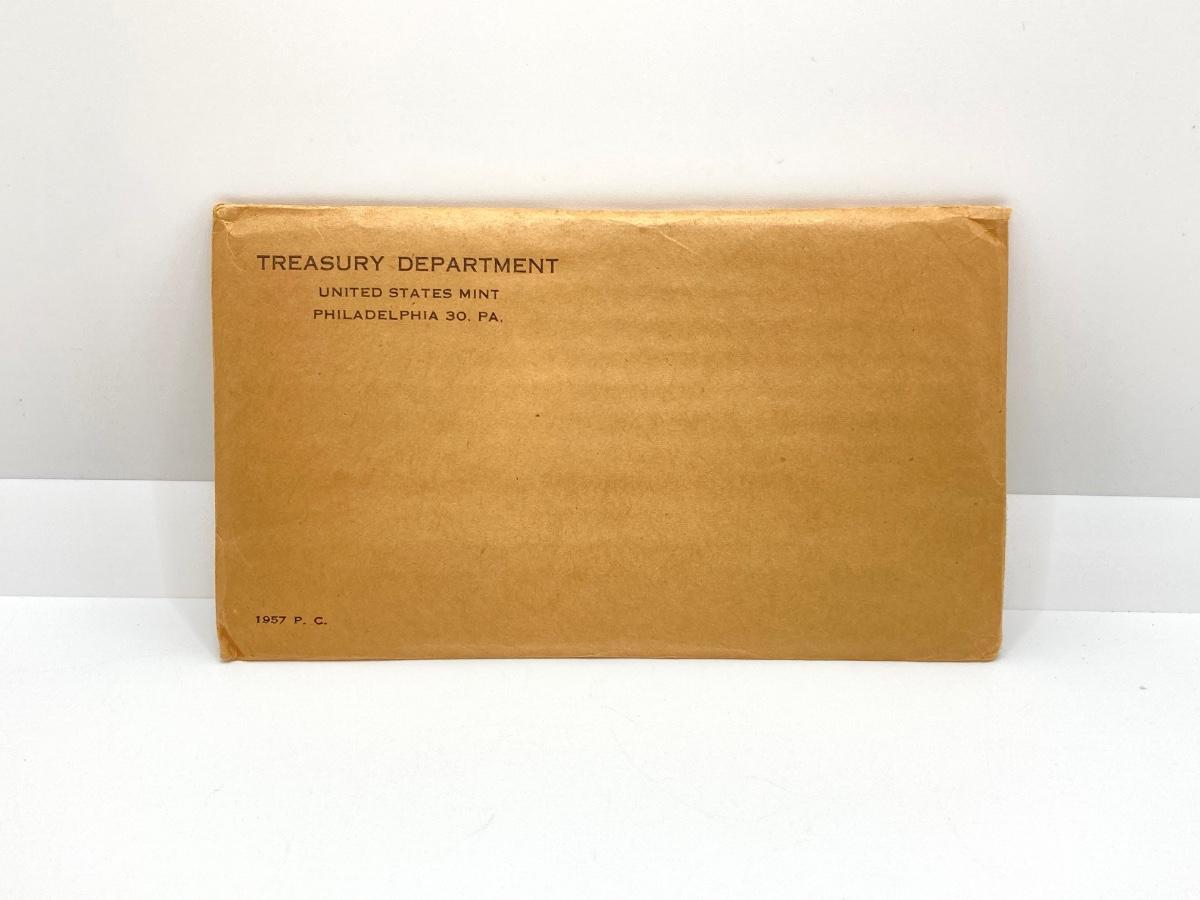 TREASURY DEPARTMENT
UNITED STATES MINT
PHILADELPHIA 30, PA.
1957 P. C.